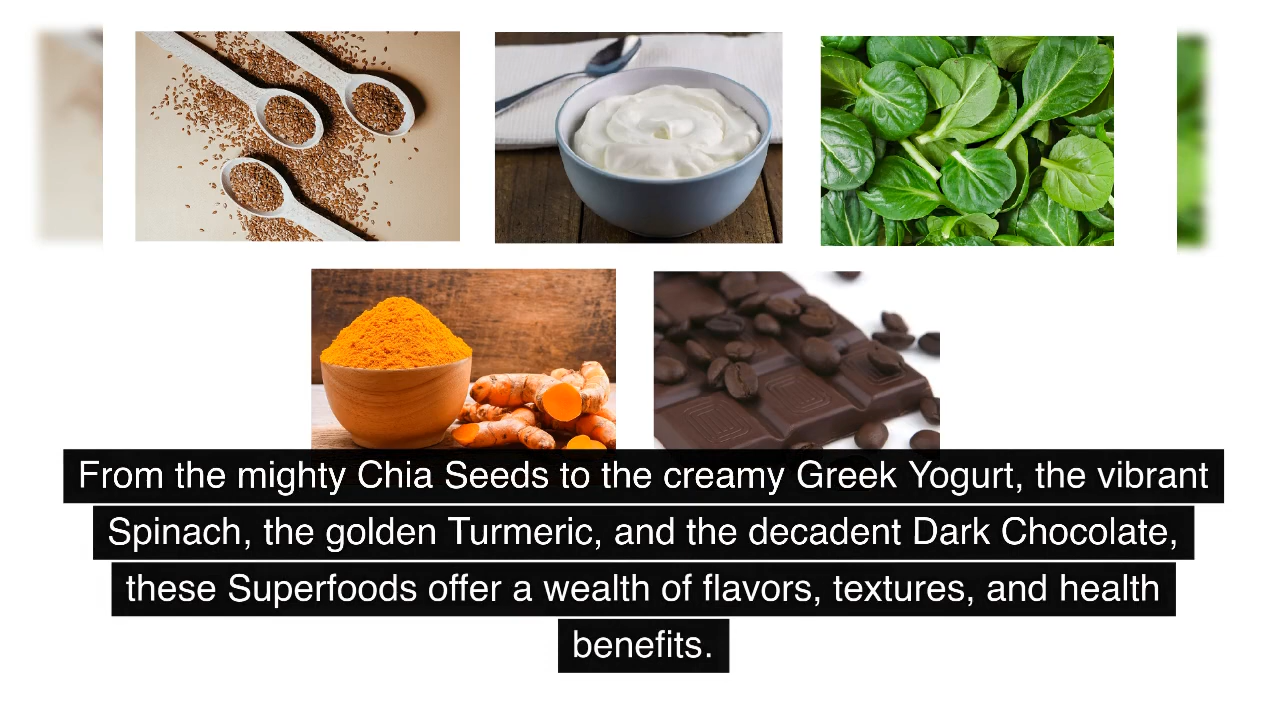 From the mighty Chia Seeds to the creamy Greek Yogurt, the vibrant
Spinach, the golden Turmeric, and the decadent Dark Chocolate,
these Superfoods offer a wealth of flavors, textures, and health
benefits.